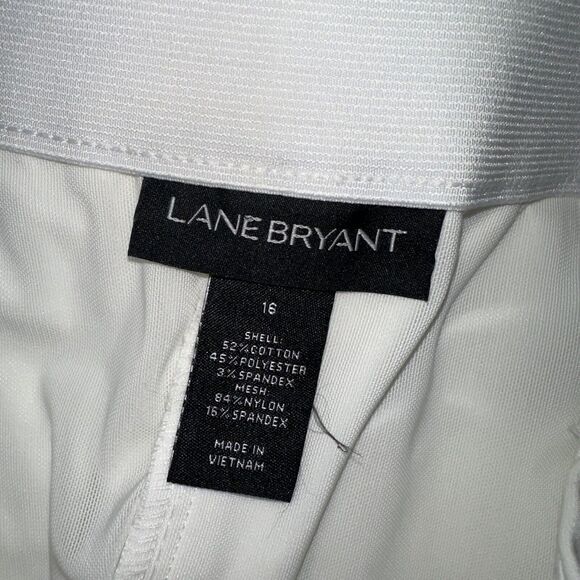 LANE BRYANT
16
SHELL:
52%COTTON
45%POLYESTER
3%SPANDEX
MESH:
84%NYLON
16%SPANDEX
MADE IN
VIETNAM